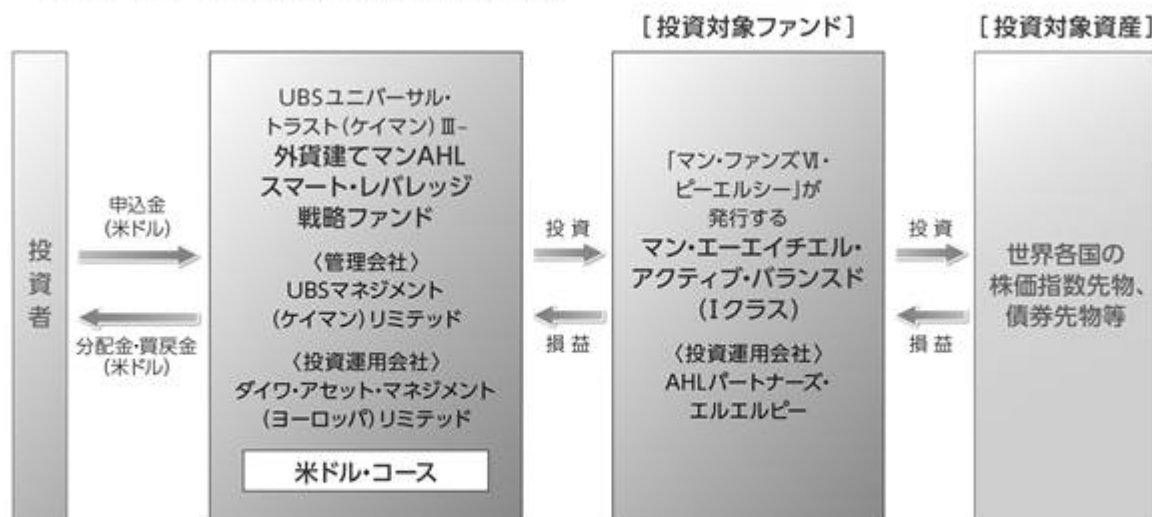 [投資対象ファンド]
[投資対象資産]
投
資
者
申込金
(米ドル)
分配金・買戻金
(米ドル)
UBSユニバーサル・
トラスト(ケイマン)Ⅲ-
外貨建てマンAHL
スマート・レバレッジ
戦略ファンド
〈管理会社〉
UBSマネジメント
(ケイマン)リミテッド
〈投資運用会社〉
ダイワ・アセット・マネジメント
(ヨーロッパ)リミテッド
米ドル・コース
投資
損益
「マン・ファンズⅥ・
ピーエルシー」が
発行する
マン・エーエイチエル・
アクティブ・バランスド
(Iクラス)
〈投資運用会社〉
AHLパートナーズ・
エルエルピー
投資
損益
世界各国の
株価指数先物、
債券先物等